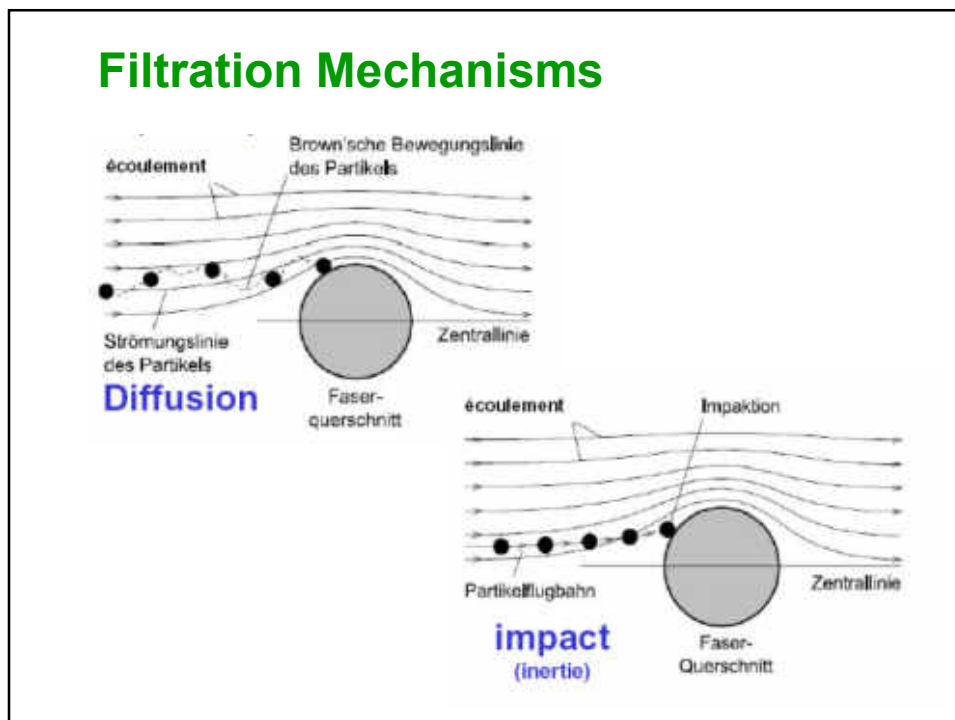 Filtration Mechanisms
Brown'sche Bewegungslinie
des Partikels
écoulement
Strömungslinie
des Partikels
Zentrallinie
Diffusion
Faser-
querschnitt
écoulement
Impaktion
Partikelflugbahn
Zentrallinie
impact
(inertie)
Faser-
Querschnitt